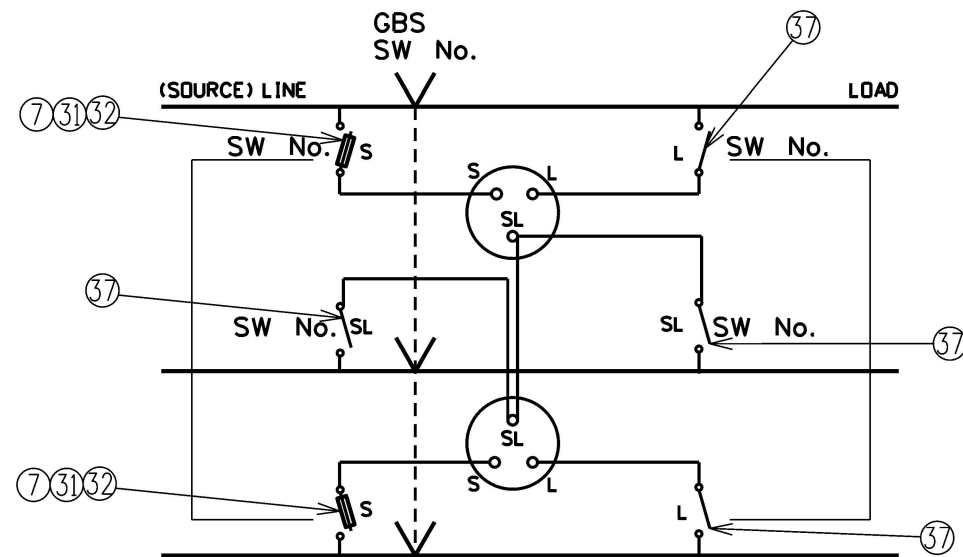 GBS
SW No.
37
(SOURCE) LINE
LOAD
7 31 32
SW No.
S
L
SW No.
S
L
SL
37
SW No.
SL
SL
SW No.
37
SL
7 31 32
S
S
L
L
37